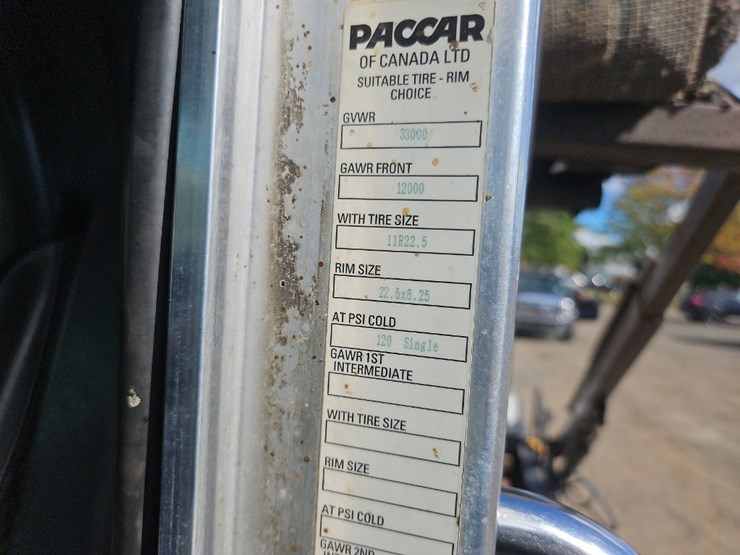 PACCAR
OF CANADA LTD
SUITABLE TIRE - RIM
CHOICE
GVWR
33000
GAWR FRONT
12000
WITH TIRE SIZE
11R22.5
RIM SIZE
22.5x8.25
AT PSI COLD
120 Single
GAWR 1ST
INTERMEDIATE
WITH TIRE SIZE
RIM SIZE
AT PSI COLD
GAWR 2ND